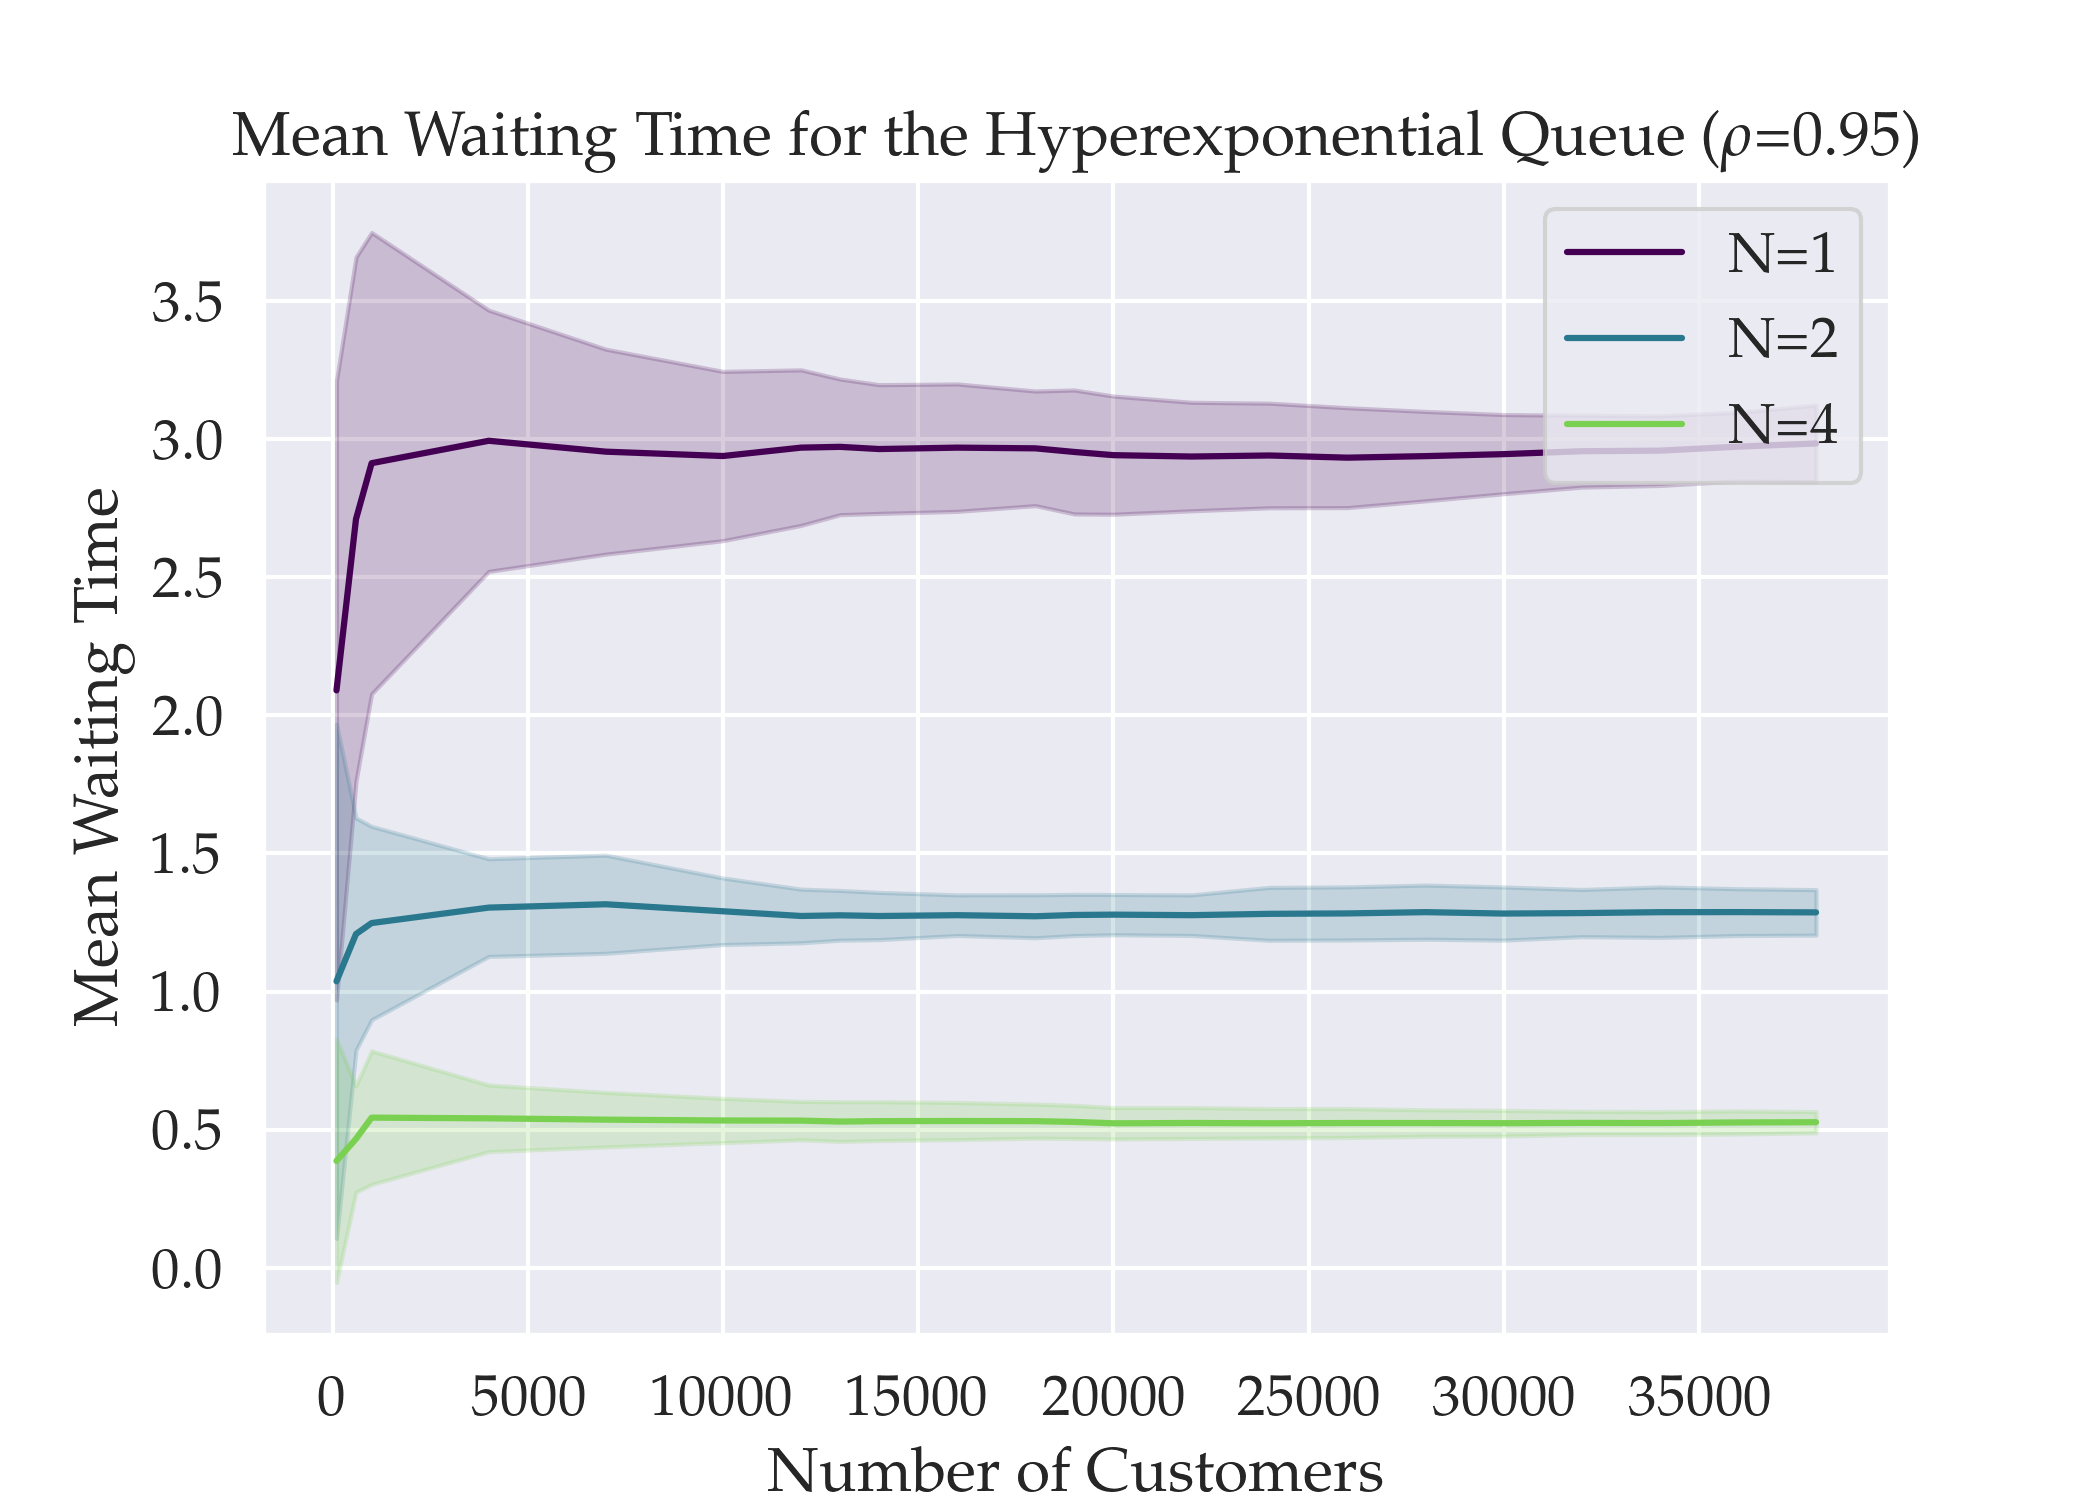 Mean Waiting Time for the Hyperexponential Queue (ρ=0.95)
N=1
N=2
N=4
Mean Waiting Time
3.5
3.0
2.5
2.0
1.5
1.0
0.5
0.0
0 5000 10000 15000 20000 25000 30000 35000
Number of Customers